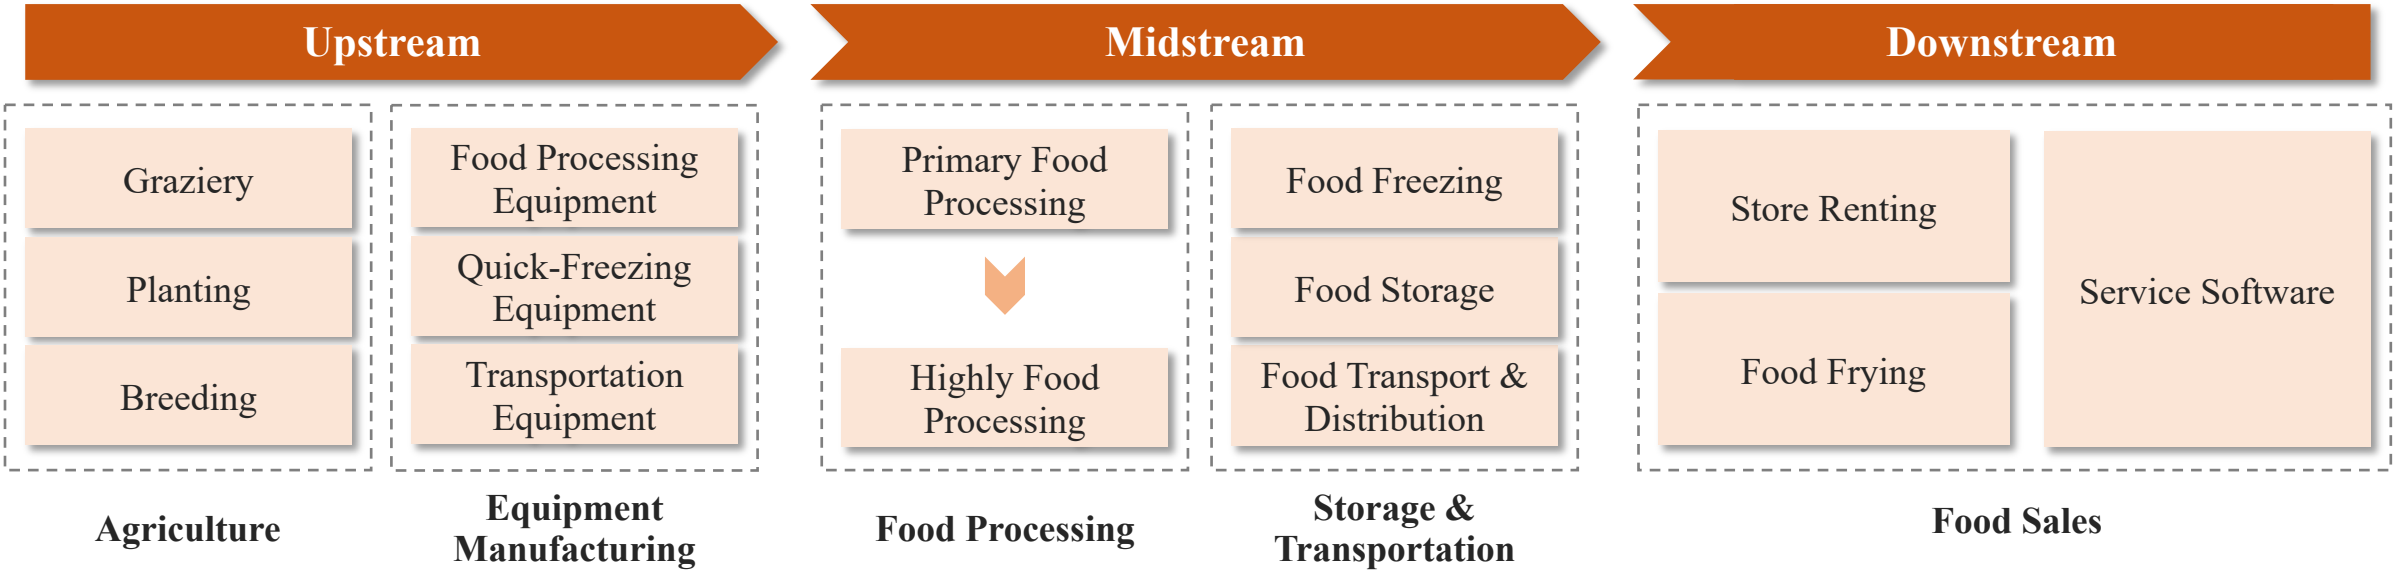 Upstream
Midstream
Downstream
Graziery
Planting
Breeding
Food Processing
Equipment
Quick-Freezing
Equipment
Transportation
Equipment
Primary Food
Processing
Highly Food
Processing
Food Freezing
Food Storage
Food Transport &
Distribution
Store Renting
Food Frying
Service Software
Agriculture
Equipment
Manufacturing
Food Processing
Storage &
Transportation
Food Sales